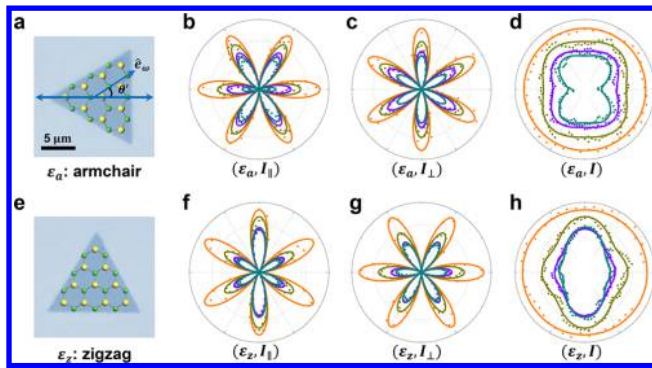 a
b
c
d
ê_ω
θ'
5 μm
ε_a: armchair
(ε_a, I_∥)
(ε_a, I_⊥)
(ε_a, I)
e
f
g
h
ε_z: zigzag
(ε_z, I_∥)
(ε_z, I_⊥)
(ε_z, I)